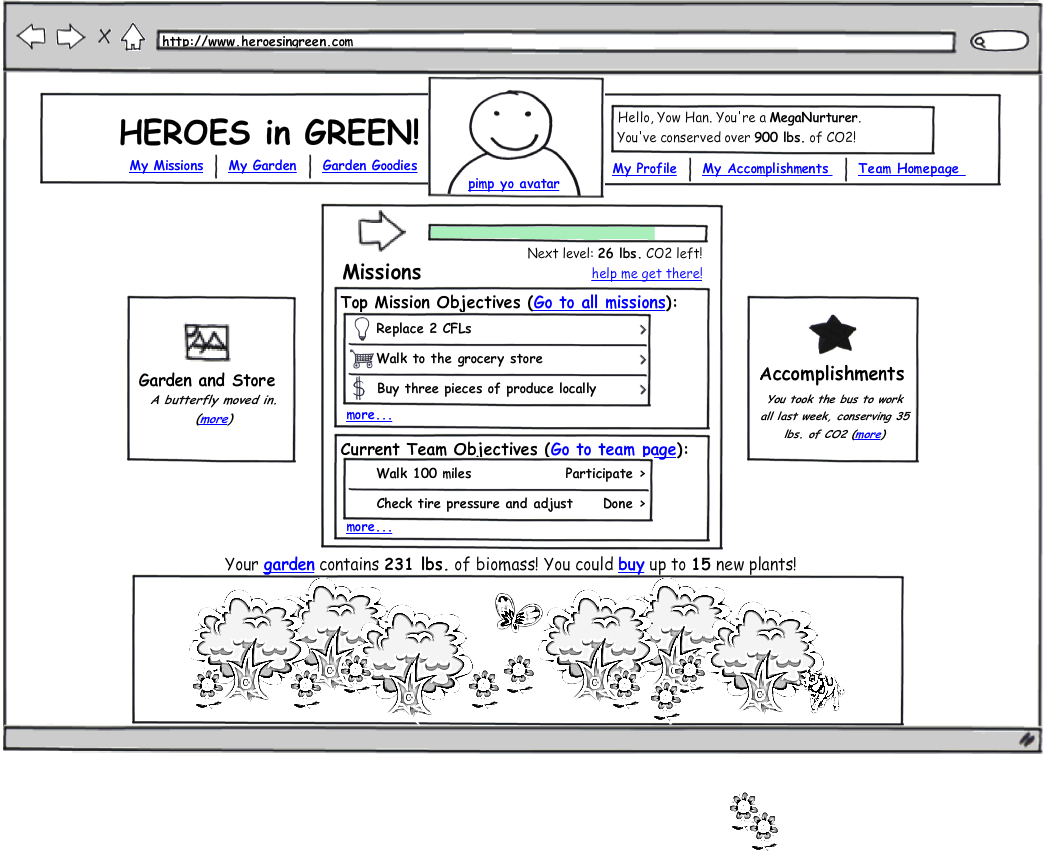 http://www.heroesingreen.com
HEROES in GREEN!
My Missions | My Garden | Garden Goodies
pimp yo avatar
Hello, Yow Han. You're a MegaNurturer.
You've conserved over 900 lbs. of CO2!
My Profile | My Accomplishments | Team Homepage
Next level: 26 lbs. CO2 left!
Missions
help me get there!
Top Mission Objectives (Go to all missions):
Replace 2 CFLs >
Walk to the grocery store >
$ Buy three pieces of produce locally >
more...
Current Team Objectives (Go to team page):
Walk 100 miles Participate >
Check tire pressure and adjust Done >
more...
Garden and Store
A butterfly moved in.
(more)
Accomplishments
You took the bus to work
all last week, conserving 35
lbs. of CO2 (more)
Your garden contains 231 lbs. of biomass! You could buy up to 15 new plants!
C C C C C